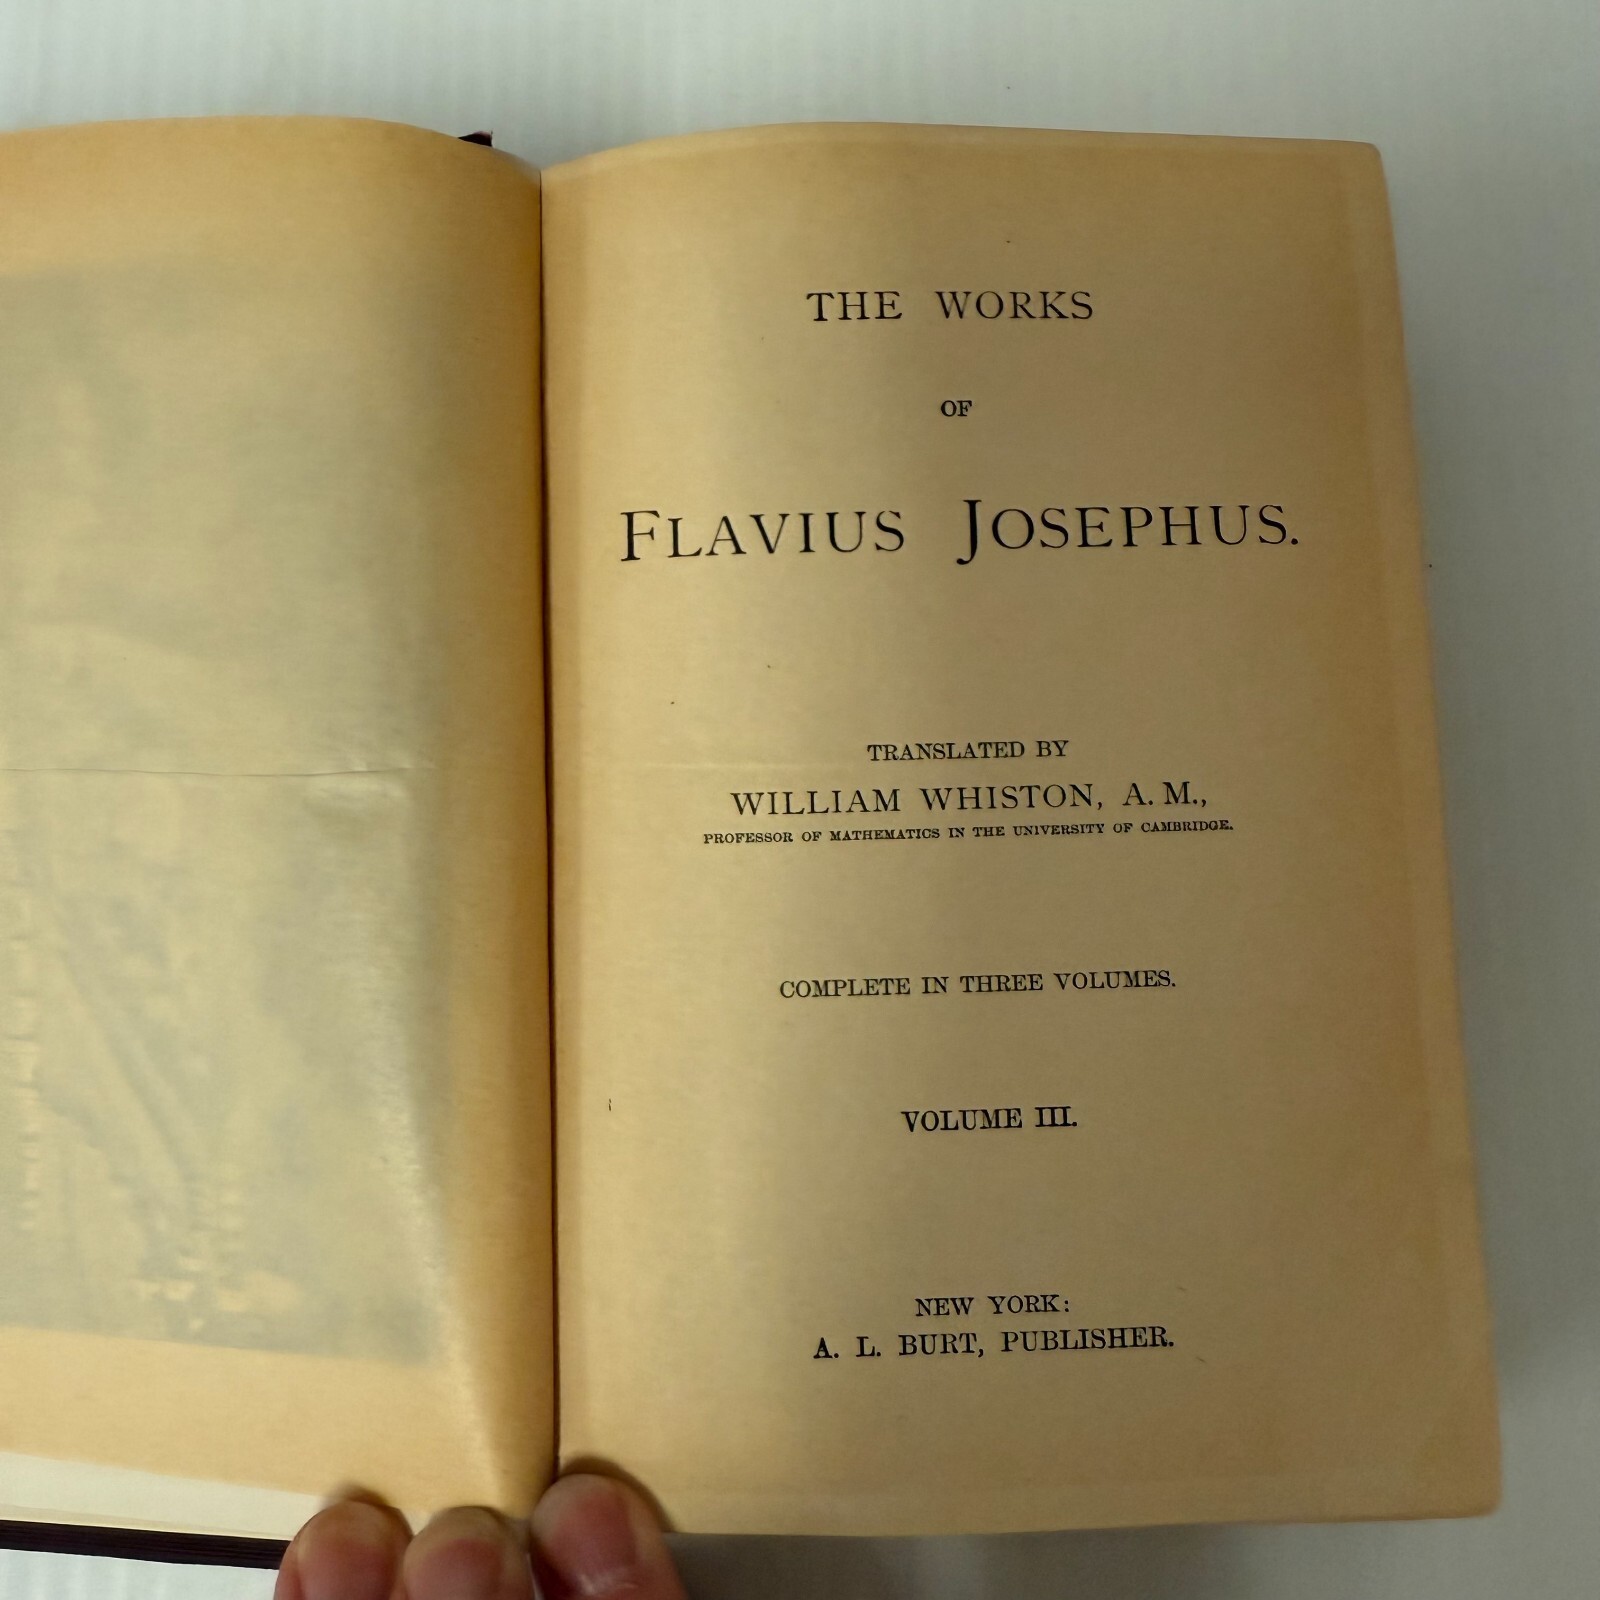 THE WORKS
OF
FLAVIUS JOSEPHUS.
TRANSLATED BY
WILLIAM WHISTON, A. M.,
PROFESSOR OF MATHEMATICS IN THE UNIVERSITY OF CAMBRIDGE.
COMPLETE IN THREE VOLUMES.
VOLUME III.
NEW YORK:
A. L. BURT, PUBLISHER.